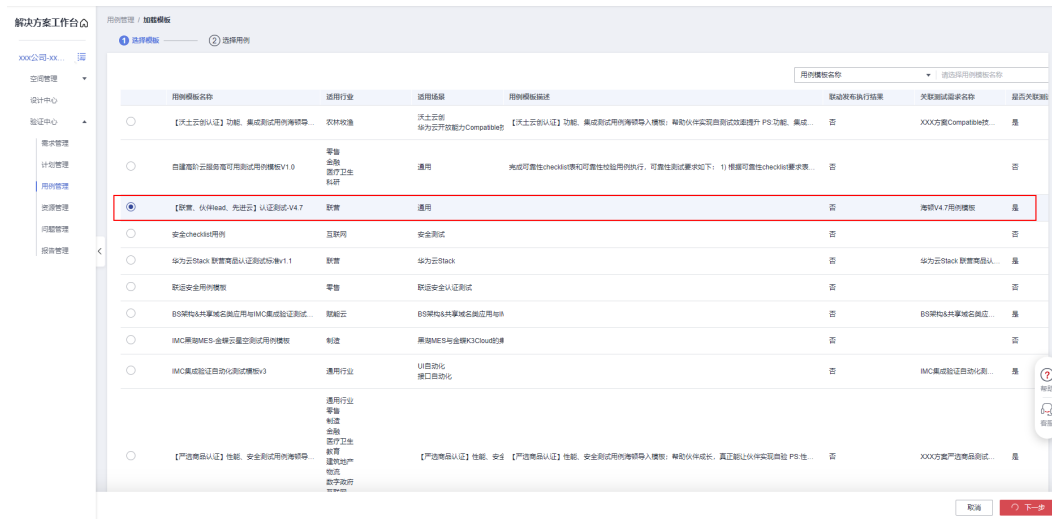 解决方案工作台
用例管理 / 加载模板
1 选择模板
2 选择用例
xxx公司-xx...
空间管理
设计中心
验证中心
需求管理
计划管理
用例管理
资源管理
问题管理
报告管理
用例模板名称 请选择用例模板名称
用例模板名称 适用行业 适用场景 用例模板描述 联动发布执行结果 关联测试需求名称 是否关联测试
【沃土云创认证】功能、集成测试用例海顿导... 农林牧渔 沃土云创 【沃土云创认证】功能、集成测试用例海顿导入模板；帮助伙伴实现自测试效率提升 PS:功能、集成... 否 XXX方案Compatible技... 是
华为云开放能力Compatible
零售
金融
自建高阶云服务高可用测试用例模板V1.0 医疗卫生 通用 完成可靠性checklist表和可靠性校验用例执行，可靠性测试要求如下： 1) 根据可靠性checklist要求表... 否 否
科研
【联营、伙伴lead、先进云】认证测试-V4.7 联营 通用 否 海顿V4.7用例模板 是
安全checklist用例 互联网 安全测试 否 否
华为云Stack 联营商品认证测试标准v1.1 联营 华为云Stack 否 华为云Stack 联营商品认... 是
联运安全用例模板 零售 联运安全认证测试 否 否
BS架构&共享域名类应用与IMC集成验证测试... 赋能云 BS架构&共享域名类应用与IM 否 BS架构&共享域名类应... 是
IMC黑湖MES-金蝶云星空测试用例模板 制造 黑湖MES与金蝶K3Cloud的集 否 否
IMC集成验证自动化测试模板v3 通用行业 UI自动化 否 IMC集成验证自动化测... 是
接口自动化
通用行业
零售
制造
金融
医疗卫生
【严选商品认证】性能、安全测试用例海顿导... 教育 【严选商品认证】性能、安全 【严选商品认证】性能、安全测试用例海顿导入模板；帮助伙伴成长，真正能让伙伴实现自验 PS:性... 否 XXX方案严选商品测试... 是
建筑地产
物流
数字政府
互联网
帮助
客服
取消 下一步